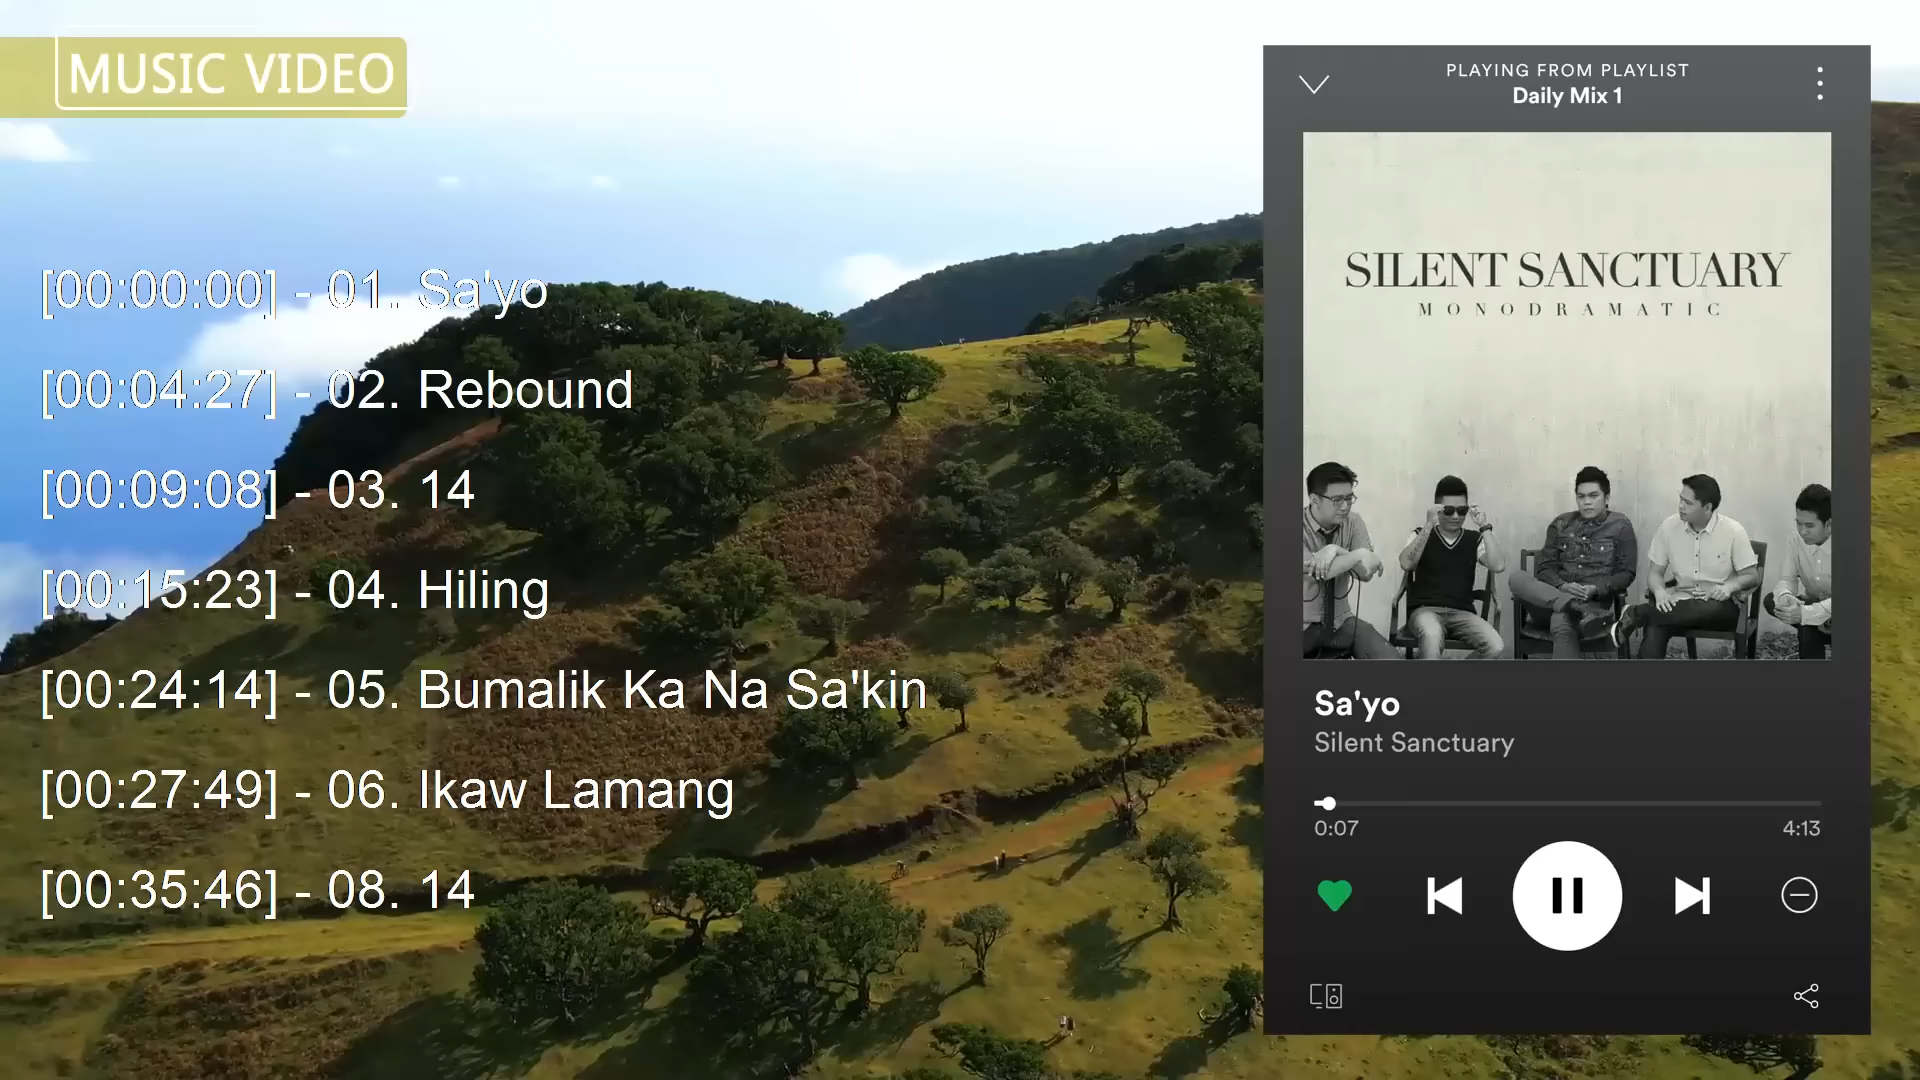 MUSIC VIDEO
[00:00:00] - 01. Sa'yo
[00:04:27] - 02. Rebound
[00:09:08] - 03. 14
[00:15:23] - 04. Hiling
[00:24:14] - 05. Bumalik Ka Na Sa'kin
[00:27:49] - 06. Ikaw Lamang
[00:35:46] - 08. 14
PLAYING FROM PLAYLIST
Daily Mix 1
SILENT SANCTUARY
MONODRAMATIC
Sa'yo
Silent Sanctuary
0:07 4:13